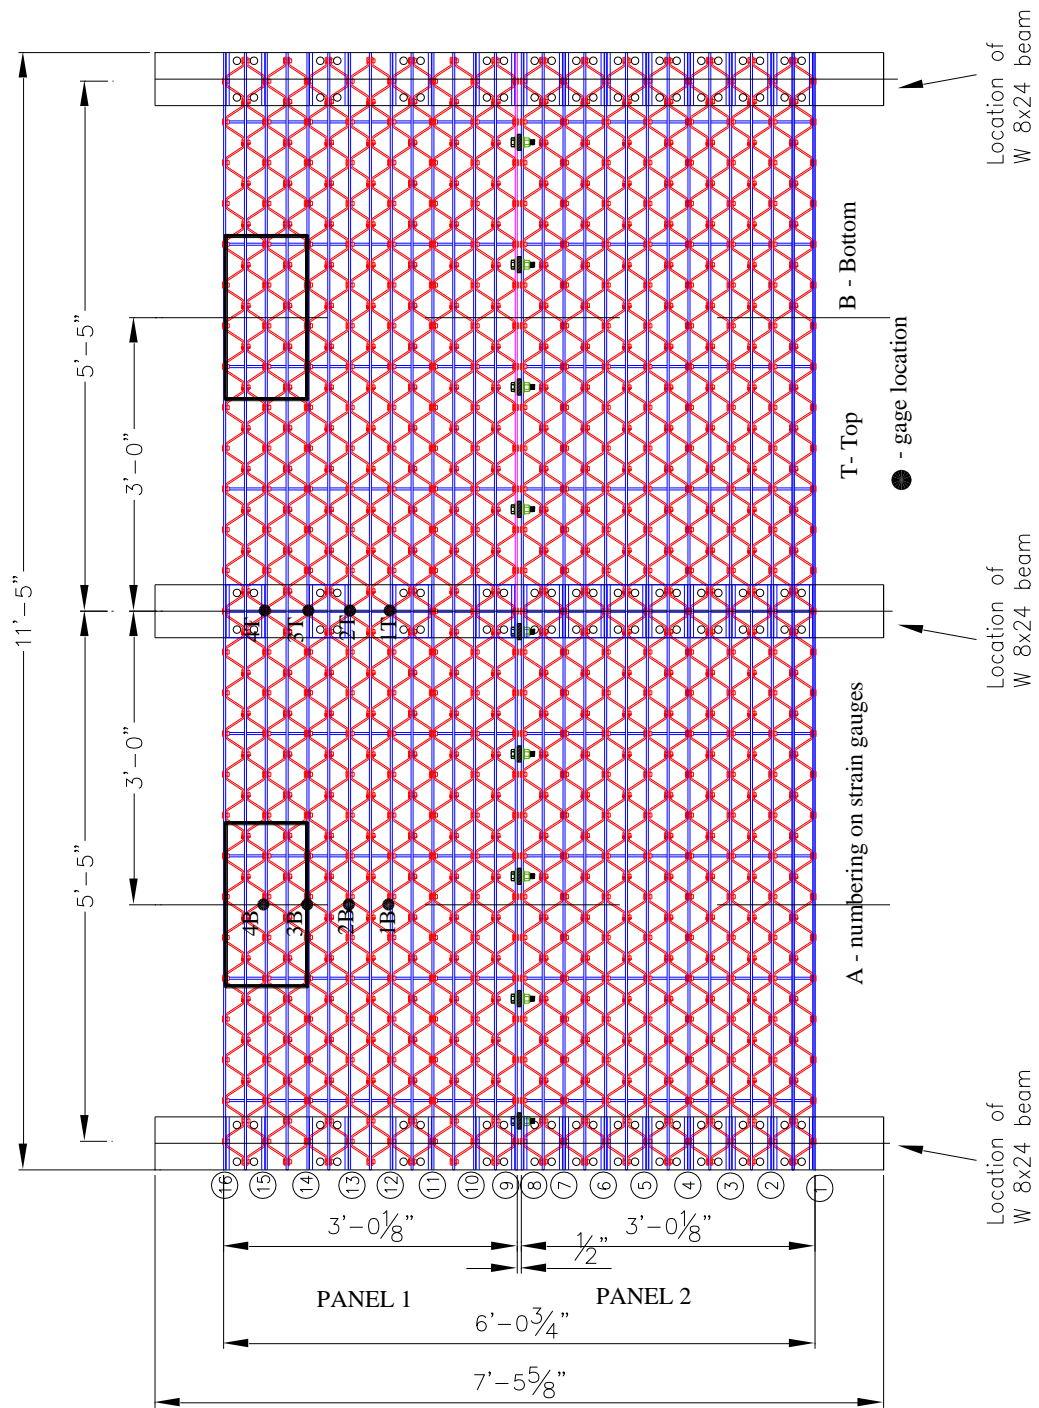 11'-5"
5'-5"
5'-5"
3'-0"
3'-0"
Location of
W 8x24 beam
Location of
W 8x24 beam
Location of
W 8x24 beam
B - Bottom
T- Top
- gage location
A - numbering on strain gauges
4T
3T
2T
1T
4B
3B
2B
1B
16
15
14
13
12
11
10
9
8
7
6
5
4
3
2
1
3'-0⅛"
3'-0⅛"
½"
PANEL 1
PANEL 2
6'-0¾"
7'-5⅝"